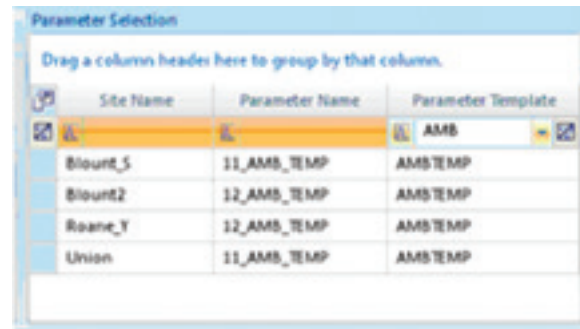 Parameter Selection
Drag a column header here to group by that column.
Site Name Parameter Name Parameter Template
AMB
Blount_S 11_AMB_TEMP AMBTEMP
Blount2 12_AMB_TEMP AMBTEMP
Roane_Y 12_AMB_TEMP AMBTEMP
Union 11_AMB_TEMP AMBTEMP